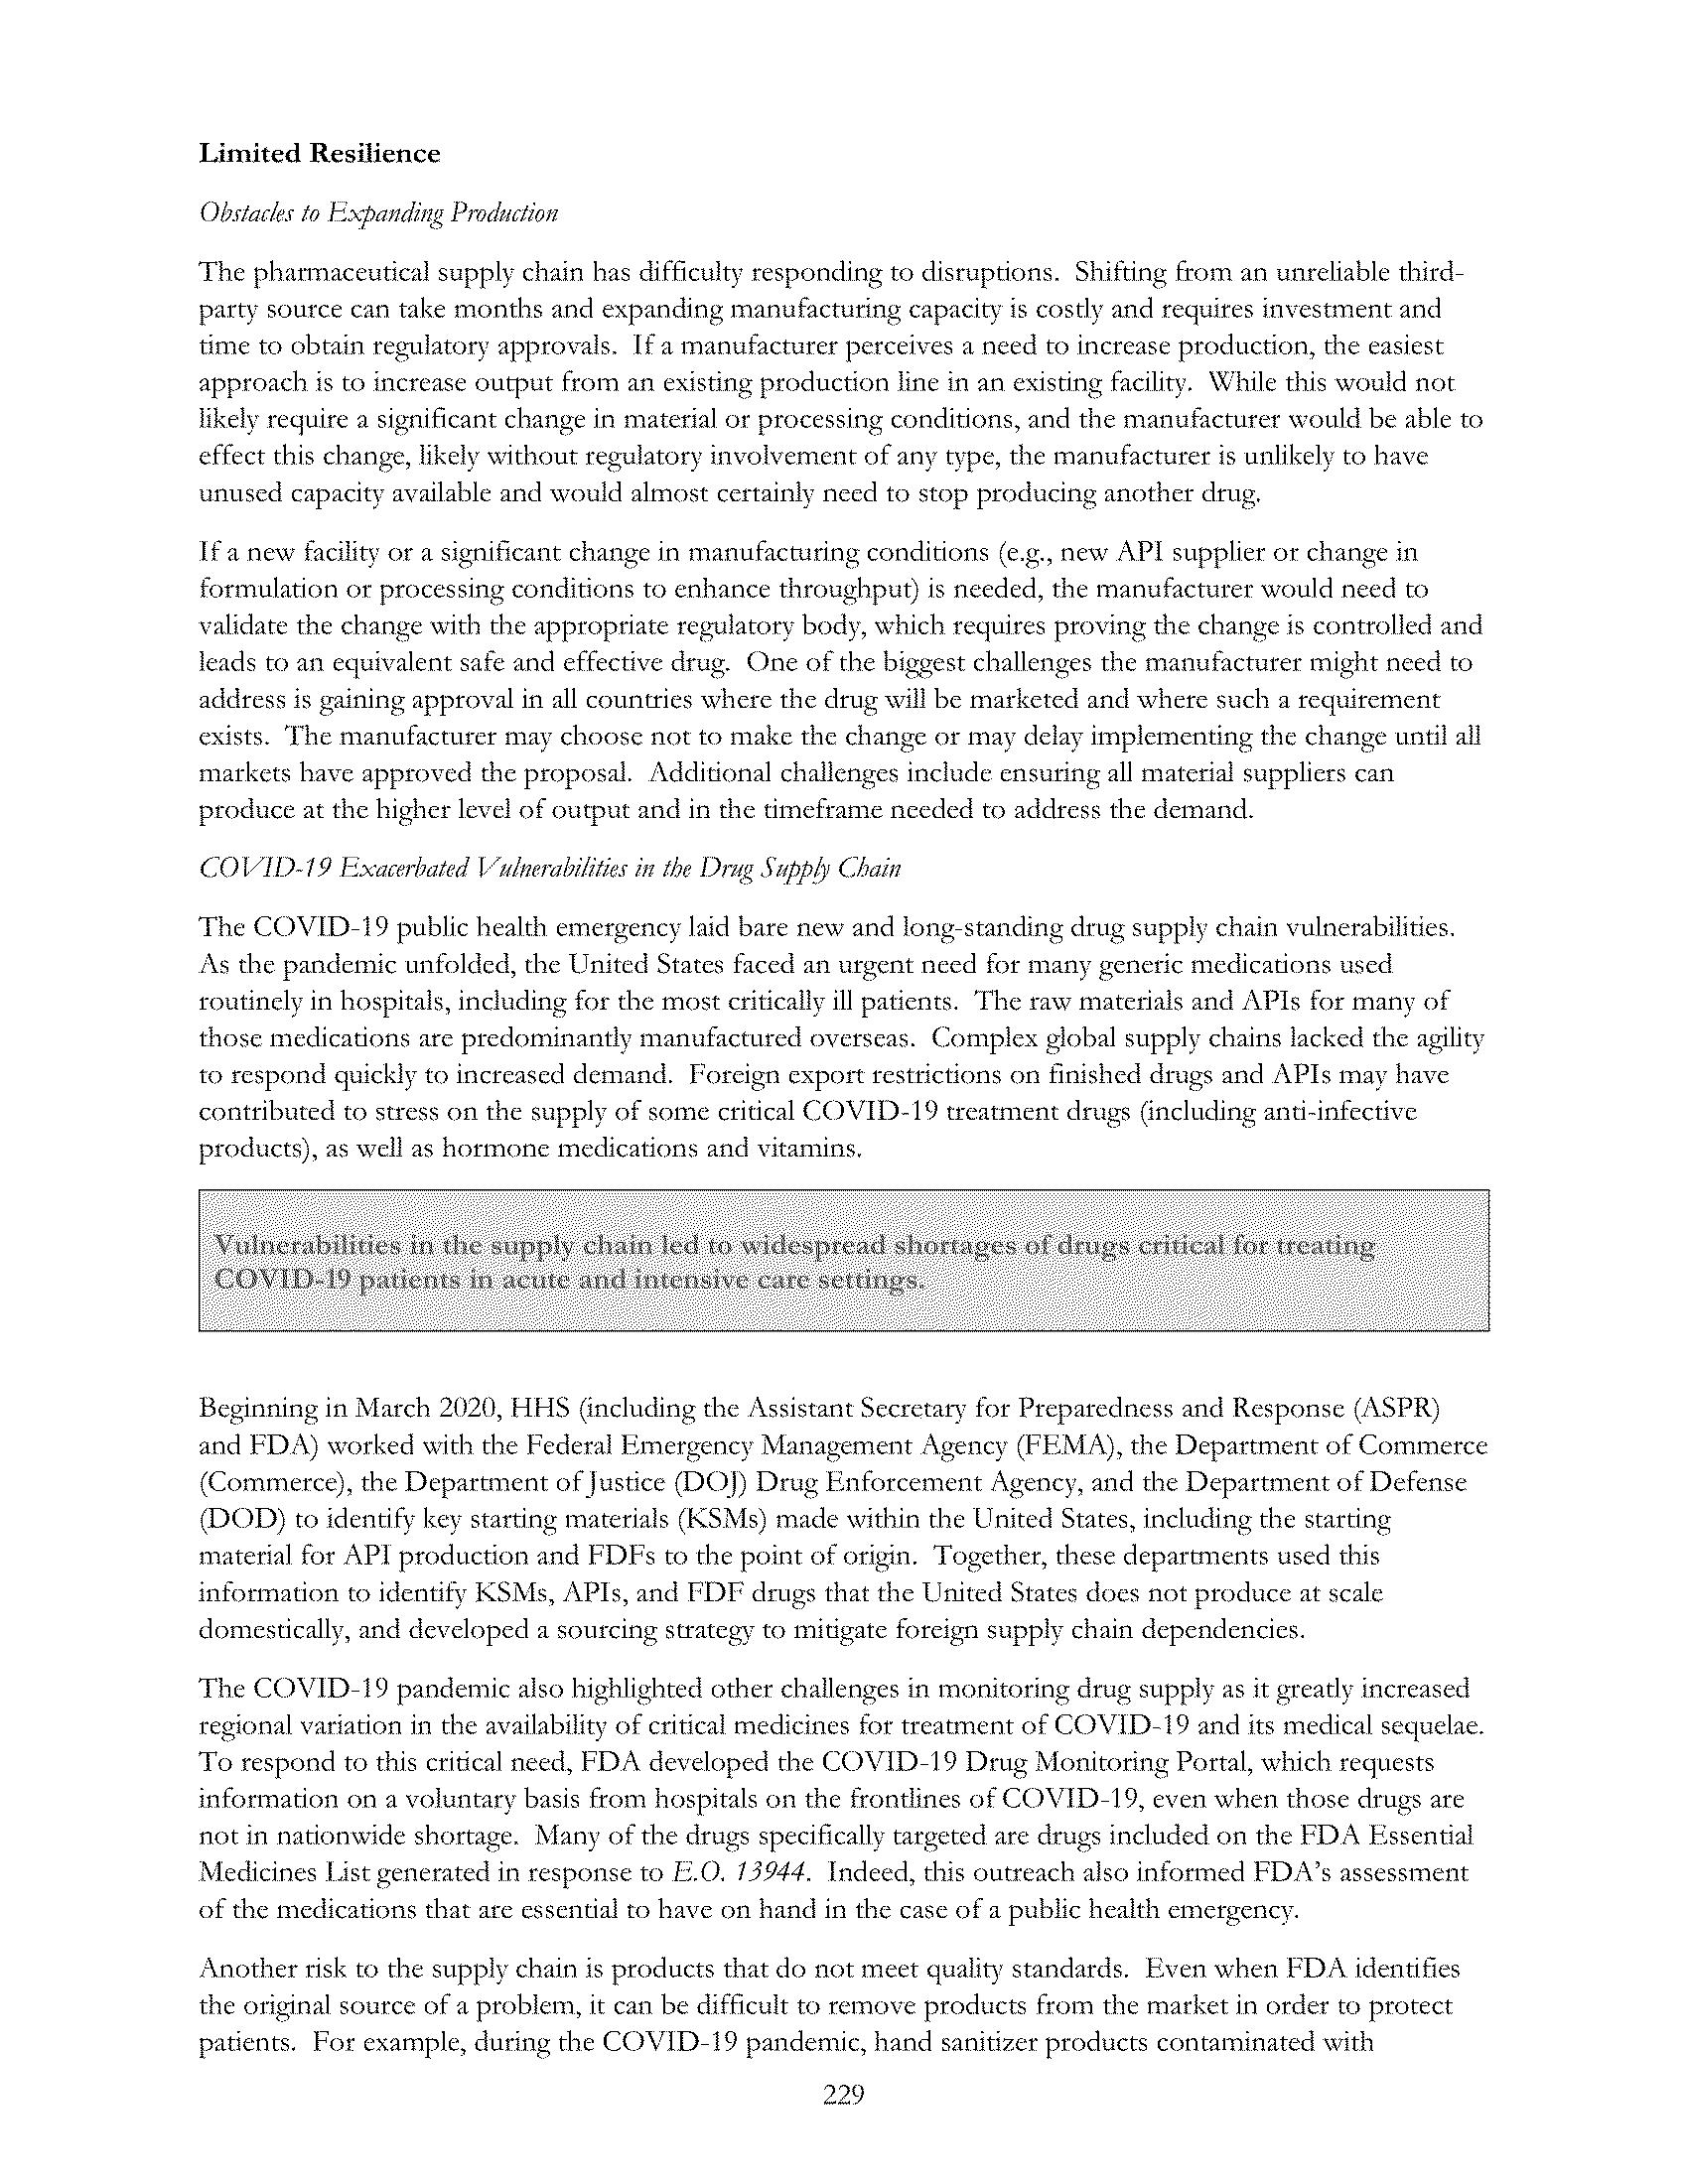 Limited Resilience
Obstacles to Expanding Production
The pharmaceutical supply chain has difficulty responding to disruptions.  Shifting from an unreliable third-
party source can take months and expanding manufacturing capacity is costly and requires investment and
time to obtain regulatory approvals.  If a manufacturer perceives a need to increase production, the easiest
approach is to increase output from an existing production line in an existing facility.  While this would not
likely require a significant change in material or processing conditions, and the manufacturer would be able to
effect this change, likely without regulatory involvement of any type, the manufacturer is unlikely to have
unused capacity available and would almost certainly need to stop producing another drug.
If a new facility or a significant change in manufacturing conditions (e.g., new API supplier or change in
formulation or processing conditions to enhance throughput) is needed, the manufacturer would need to
validate the change with the appropriate regulatory body, which requires proving the change is controlled and
leads to an equivalent safe and effective drug.  One of the biggest challenges the manufacturer might need to
address is gaining approval in all countries where the drug will be marketed and where such a requirement
exists.  The manufacturer may choose not to make the change or may delay implementing the change until all
markets have approved the proposal.  Additional challenges include ensuring all material suppliers can
produce at the higher level of output and in the timeframe needed to address the demand.
COVID-19 Exacerbated Vulnerabilities in the Drug Supply Chain
The COVID-19 public health emergency laid bare new and long-standing drug supply chain vulnerabilities.
As the pandemic unfolded, the United States faced an urgent need for many generic medications used
routinely in hospitals, including for the most critically ill patients.  The raw materials and APIs for many of
those medications are predominantly manufactured overseas.  Complex global supply chains lacked the agility
to respond quickly to increased demand.  Foreign export restrictions on finished drugs and APIs may have
contributed to stress on the supply of some critical COVID-19 treatment drugs (including anti-infective
products), as well as hormone medications and vitamins.
Vulnerabilities in the supply chain led to widespread shortages of drugs critical for treating
COVID-19 patients in acute and intensive care settings.
Beginning in March 2020, HHS (including the Assistant Secretary for Preparedness and Response (ASPR)
and FDA) worked with the Federal Emergency Management Agency (FEMA), the Department of Commerce
(Commerce), the Department of Justice (DOJ) Drug Enforcement Agency, and the Department of Defense
(DOD) to identify key starting materials (KSMs) made within the United States, including the starting
material for API production and FDFs to the point of origin.  Together, these departments used this
information to identify KSMs, APIs, and FDF drugs that the United States does not produce at scale
domestically, and developed a sourcing strategy to mitigate foreign supply chain dependencies.
The COVID-19 pandemic also highlighted other challenges in monitoring drug supply as it greatly increased
regional variation in the availability of critical medicines for treatment of COVID-19 and its medical sequelae.
To respond to this critical need, FDA developed the COVID-19 Drug Monitoring Portal, which requests
information on a voluntary basis from hospitals on the frontlines of COVID-19, even when those drugs are
not in nationwide shortage.  Many of the drugs specifically targeted are drugs included on the FDA Essential
Medicines List generated in response to E.O. 13944.  Indeed, this outreach also informed FDA's assessment
of the medications that are essential to have on hand in the case of a public health emergency.
Another risk to the supply chain is products that do not meet quality standards.  Even when FDA identifies
the original source of a problem, it can be difficult to remove products from the market in order to protect
patients.  For example, during the COVID-19 pandemic, hand sanitizer products contaminated with
229